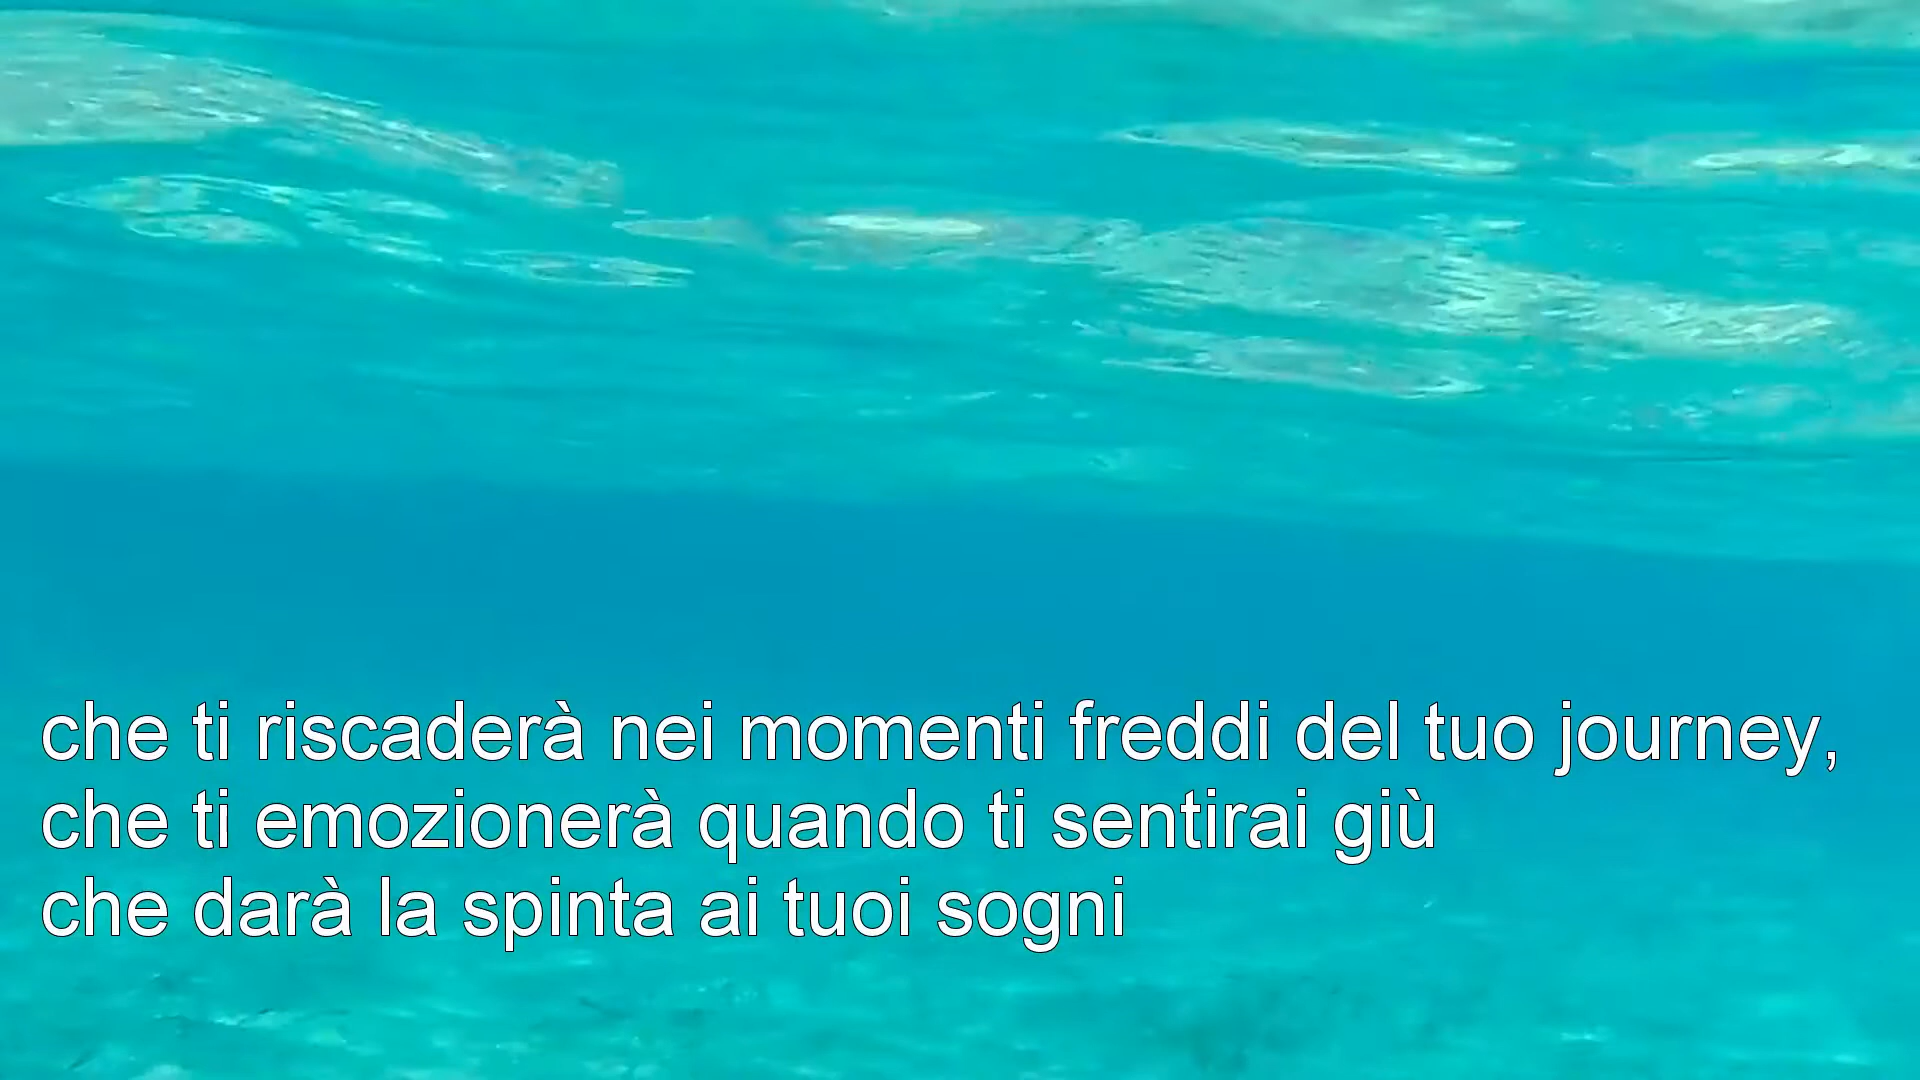 che ti riscaderà nei momenti freddi del tuo journey,
che ti emozionerà quando ti sentirai giù
che darà la spinta ai tuoi sogni